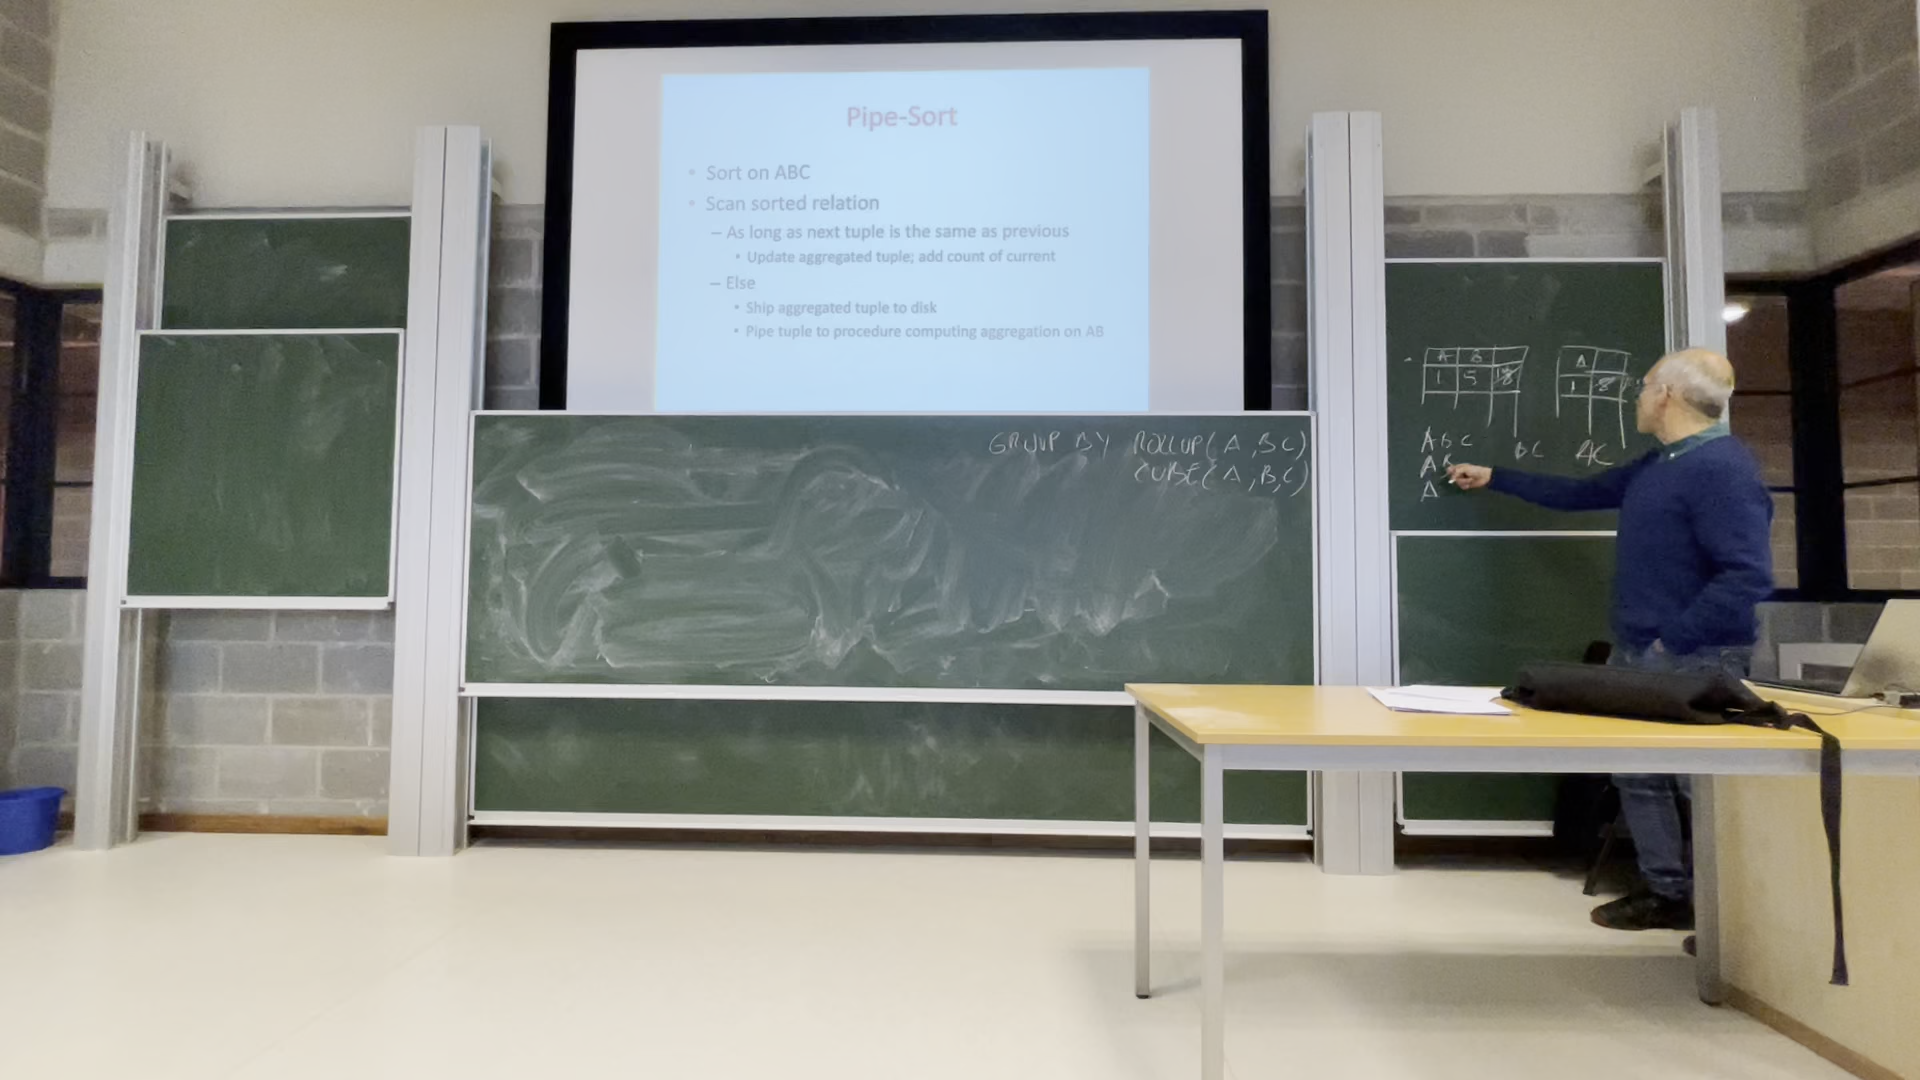 Pipe-Sort
• Sort on ABC
• Scan sorted relation
– As long as next tuple is the same as previous
• Update aggregated tuple; add count of current
– Else
• Ship aggregated tuple to disk
• Pipe tuple to procedure computing aggregation on AB
GROUP BY ROLLUP(A,BC)
CUBE(A,B,C)
A B
1 5
A
1
ABC BC AC
AB
A